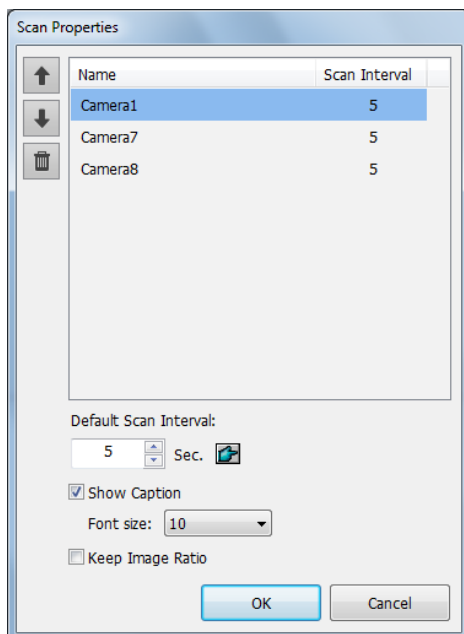 Scan Properties
Name Scan Interval
Camera1 5
Camera7 5
Camera8 5
Default Scan Interval:
5 Sec.
Show Caption
Font size: 10
Keep Image Ratio
OK Cancel